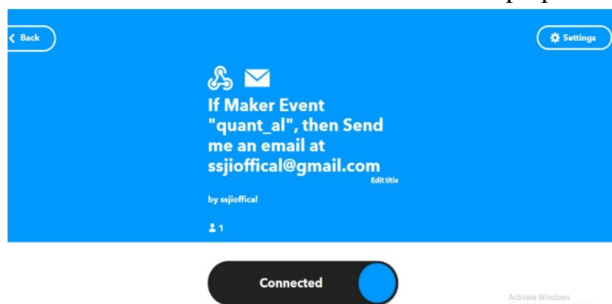 Back
Settings
If Maker Event
"quant_al", then Send
me an email at
ssjioffical@gmail.com
Edit title
by ssjioffical
1
Connected
Activate Windows